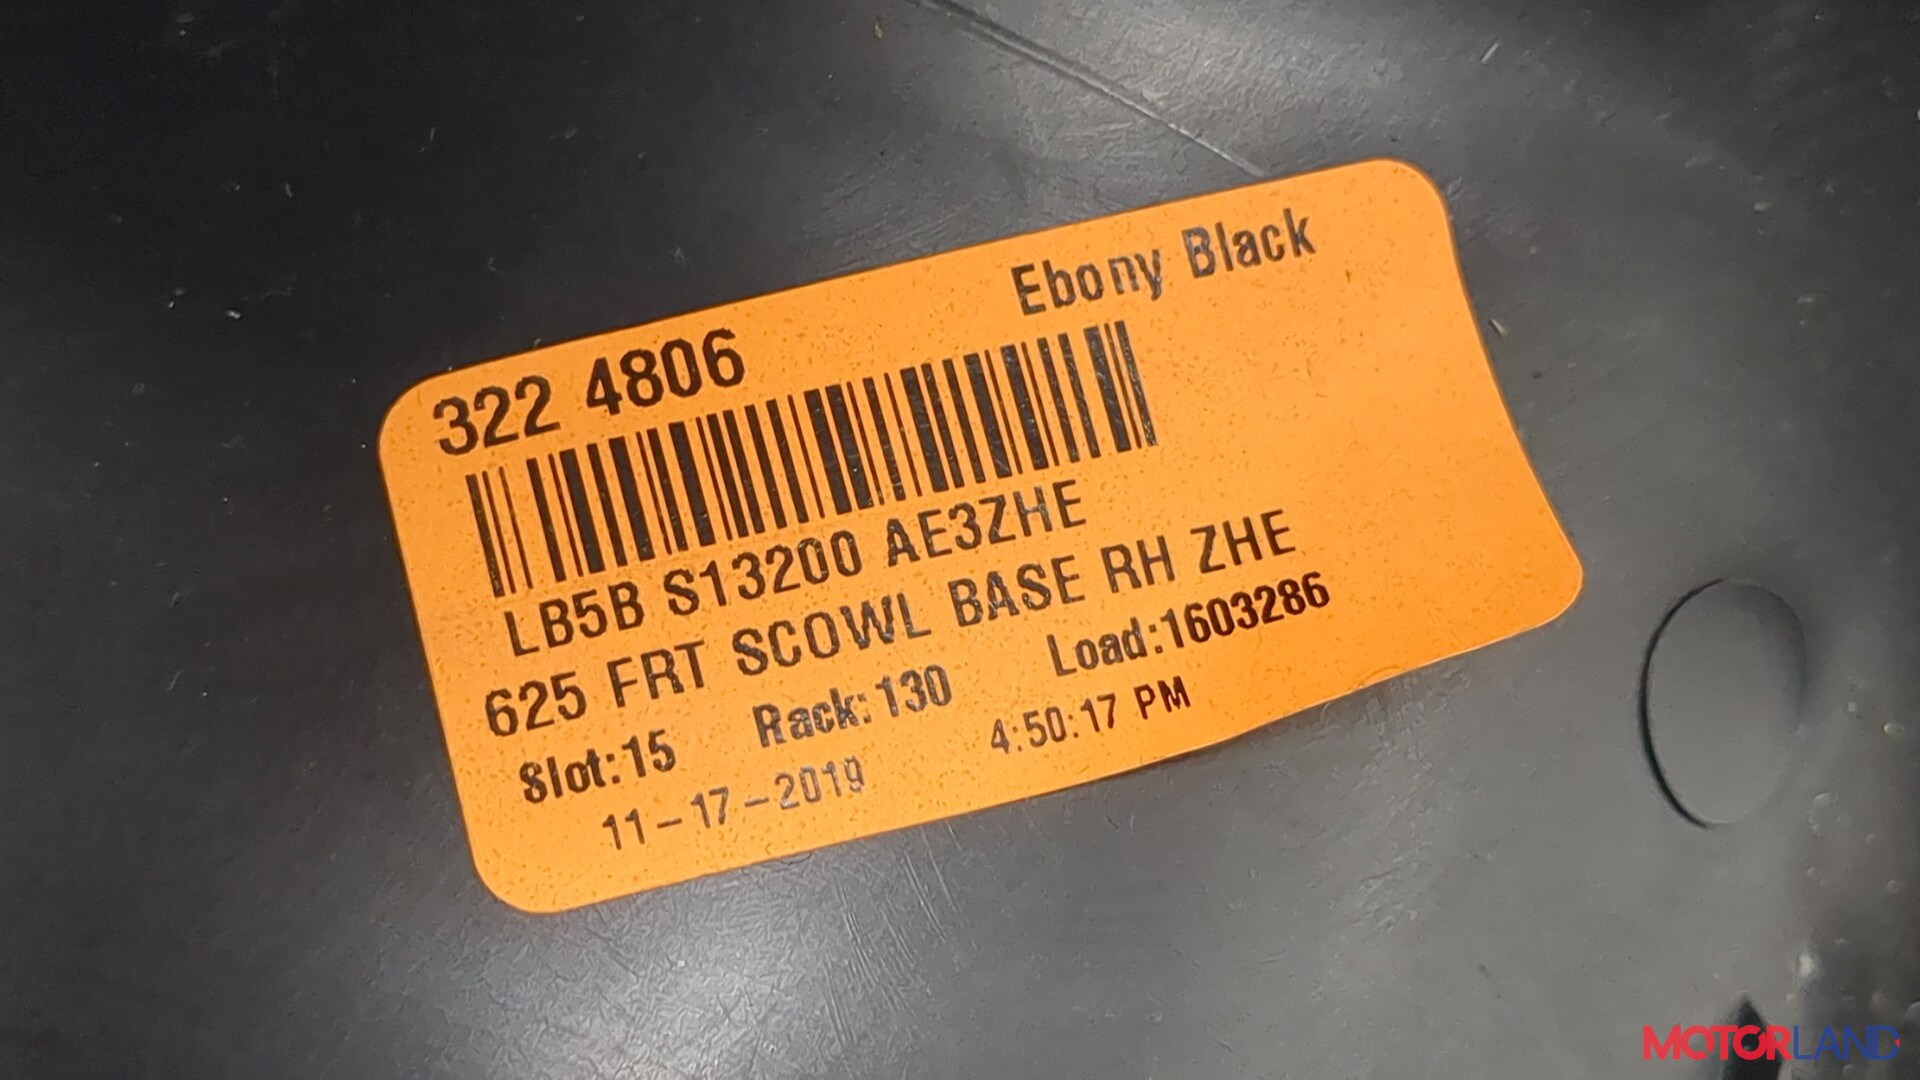 Ebony Black
322 4806
LB5B S13200 AE3ZHE
625 FRT SCOWL BASE RH ZHE
Slot:15 Rack:130 Load:1603286
11-17-2019 4:50:17 PM
MOTORLAND